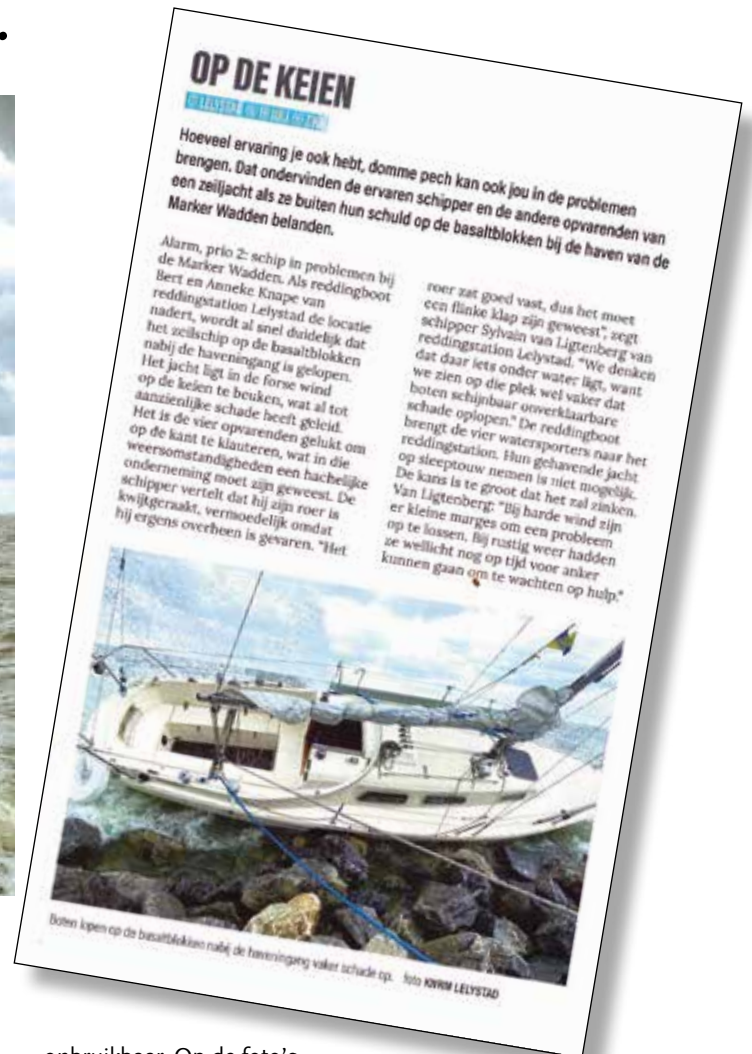 OP DE KEIEN
LELYSTAD
Hoeveel ervaring je ook hebt, domme pech kan ook jou in de problemen
brengen. Dat ondervinden de ervaren schipper en de andere opvarenden van
een zeiljacht als ze buiten hun schuld op de basaltblokken bij de haven van de
Marker Wadden belanden.
Alarm, prio 2: schip in problemen bij
de Marker Wadden. Als reddingboot
Bert en Anneke Knape van
reddingstation Lelystad de locatie
nadert, wordt al snel duidelijk dat
het zeilschip op de basaltblokken
nabij de haveningang is gelopen.
Het jacht ligt in de forse wind
op de keien te beuken, wat al tot
aanzienlijke schade heeft geleid.
Het is de vier opvarenden gelukt om
op de kant te klauteren, wat in die
weersomstandigheden een hachelijke
onderneming moet zijn geweest. De
schipper vertelt dat hij zijn roer is
kwijtgeraakt, vermoedelijk omdat
hij ergens overheen is gevaren. "Het
roer zat goed vast, dus het moet
een flinke klap zijn geweest", zegt
schipper Sylvain van Ligtenberg van
reddingstation Lelystad. "We denken
dat daar iets onder water ligt, want
we zien op die plek wel vaker dat
boten schijnbaar onverklaarbare
schade oplopen." De reddingboot
brengt de vier watersporters naar het
reddingstation. Hun gehavende jacht
op sleeptouw nemen is niet mogelijk.
De kans is te groot dat het zal zinken.
Van Ligtenberg: "Bij harde wind zijn
er kleine marges om een probleem
op te lossen. Bij rustig weer hadden
ze wellicht nog op tijd voor anker
kunnen gaan om te wachten op hulp."
Boten lopen op de basaltblokken nabij de haveningang vaker schade op. foto KNRM LELYSTAD
Op de foto's